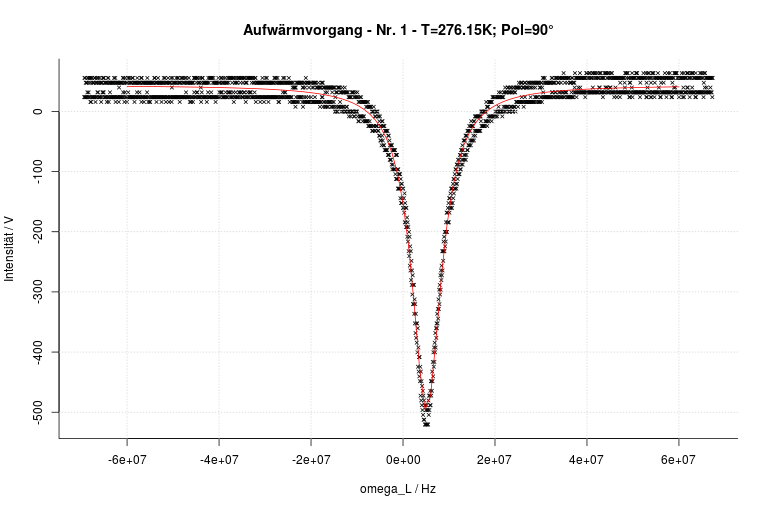 Aufwärmvorgang - Nr. 1 - T=276.15K; Pol=90°
Intensität / V
0
-100
-200
-300
-400
-500
-6e+07 -4e+07 -2e+07 0e+00 2e+07 4e+07 6e+07
omega_L / Hz